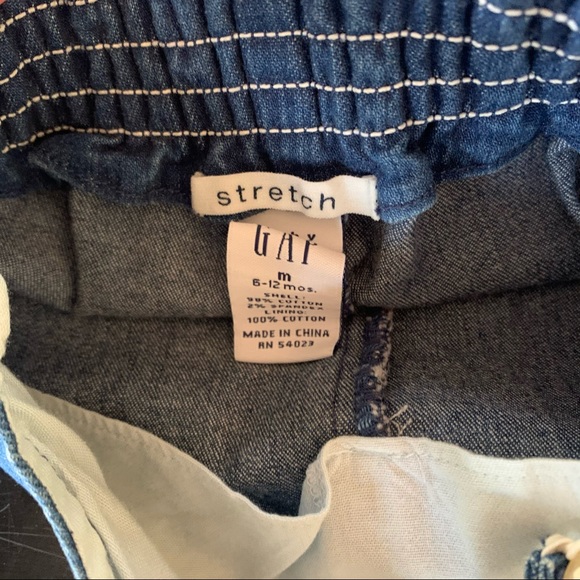 stretch
GAP
m
6-12 mos.
SHELL:
98% COTTON
2% SPANDEX
LINING:
100% COTTON
MADE IN CHINA
RN 54023